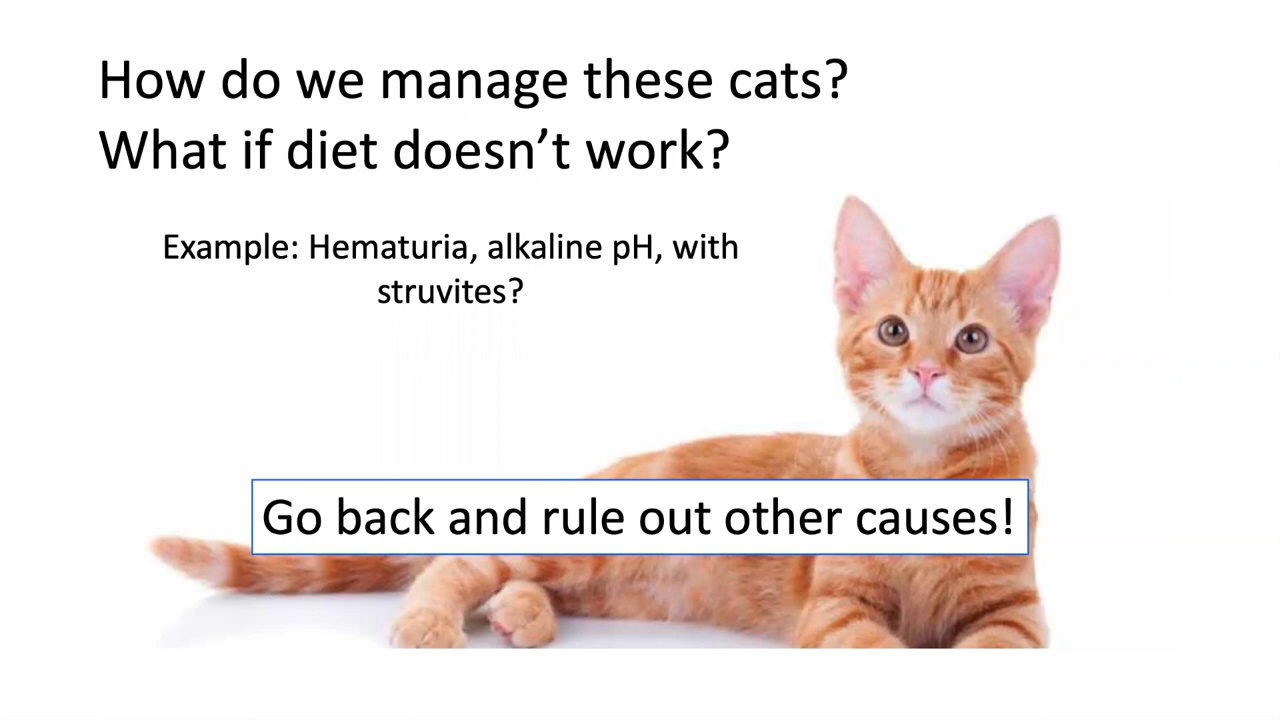 How do we manage these cats?
What if diet doesn’t work?
Example: Hematuria, alkaline pH, with
struvites?
Go back and rule out other causes!